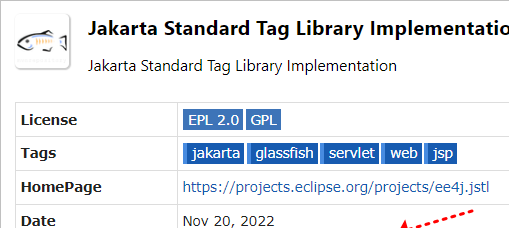 Jakarta Standard Tag Library Implementatio
Jakarta Standard Tag Library Implementation
License EPL 2.0 GPL
Tags jakarta glassfish servlet web jsp
HomePage https://projects.eclipse.org/projects/ee4j.jstl
Date Nov 20, 2022